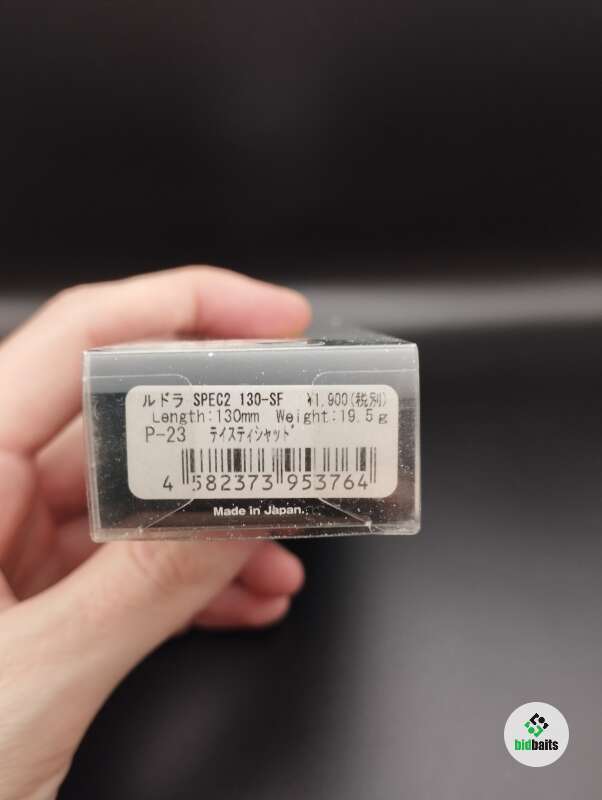 ルドラ SPEC2 130-SF ¥1,900(税別)
Length:130mm Weight:19.5g
P-23 テイスティシャッド
4 582373 953764
Made in Japan.
bidbaits